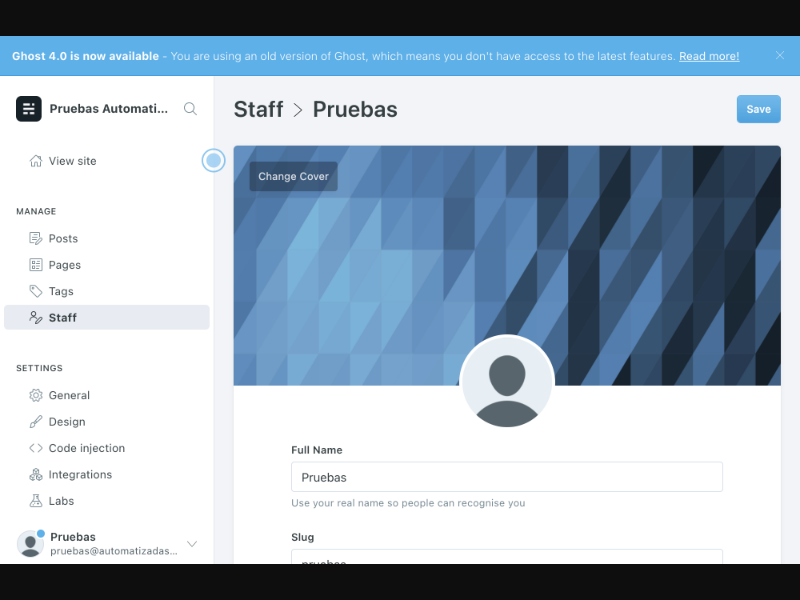 Ghost 4.0 is now available - You are using an old version of Ghost, which means you don't have access to the latest features. Read more!
Pruebas Automati...
Staff > Pruebas
Save
View site
Change Cover
MANAGE
Posts
Pages
Tags
Staff
SETTINGS
General
Design
Code injection
Integrations
Labs
Full Name
Pruebas
Use your real name so people can recognise you
Slug
pruebas
Pruebas
pruebas@automatizadas...